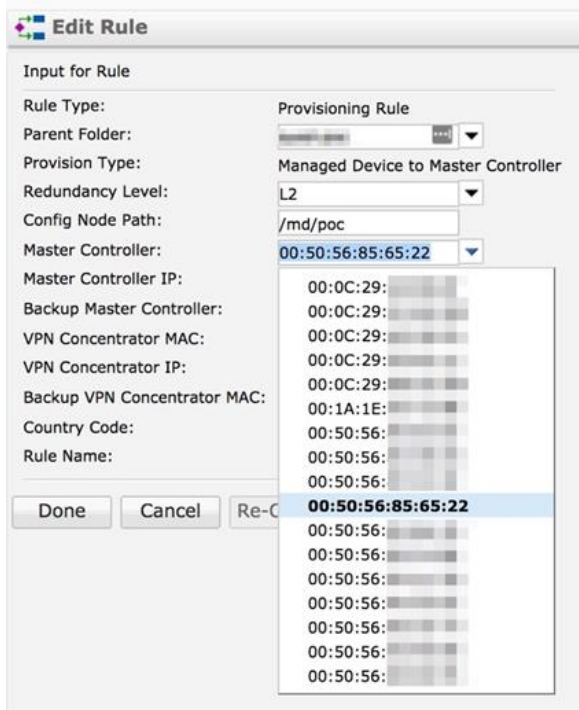 Edit Rule
Input for Rule
Rule Type: Provisioning Rule
Parent Folder:
Provision Type: Managed Device to Master Controller
Redundancy Level: L2
Config Node Path: /md/poc
Master Controller: 00:50:56:85:65:22
Master Controller IP:
00:0C:29:
Backup Master Controller:
00:0C:29:
VPN Concentrator MAC:
00:0C:29:
VPN Concentrator IP:
00:0C:29:
00:0C:29:
Backup VPN Concentrator MAC:
00:1A:1E:
Country Code:
00:50:56:
Rule Name:
00:50:56:
00:50:56:
Done Cancel
00:50:56:85:65:22
00:50:56:
00:50:56:
00:50:56:
00:50:56:
00:50:56:
00:50:56:
00:50:56: